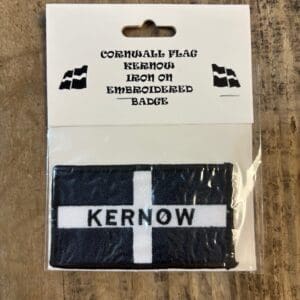 CORNWALL FLAG
KERNOW
IRON ON
EMBROIDERED
BADGE
KERNOW